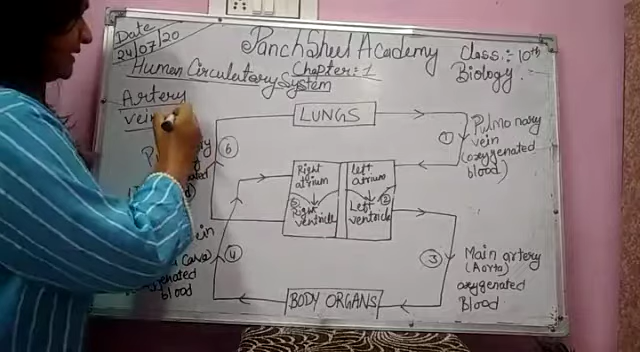 Date
24/07/20
PanchSheel Academy
Class:- 10th
Human Circulatory System
Chapter:- 1
Biology
Artery
vein
LUNGS
①
Pulmonary
vein
(oxygenated
blood)
⑥
Right
atrium
left
atrium
⑤
Right
ventricle
②
Left
ventricle
④
③
Main artery
(Aorta)
oxygenated
Blood
Cava)
blood
BODY ORGANS